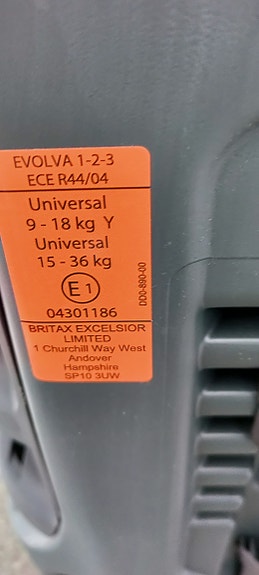 EVOLVA 1-2-3
ECE R44/04
Universal
9 - 18 kg Y
Universal
15 - 36 kg
E 1
04301186
DD0-890-00
BRITAX EXCELSIOR
LIMITED
1 Churchill Way West
Andover
Hampshire
SP10 3UW